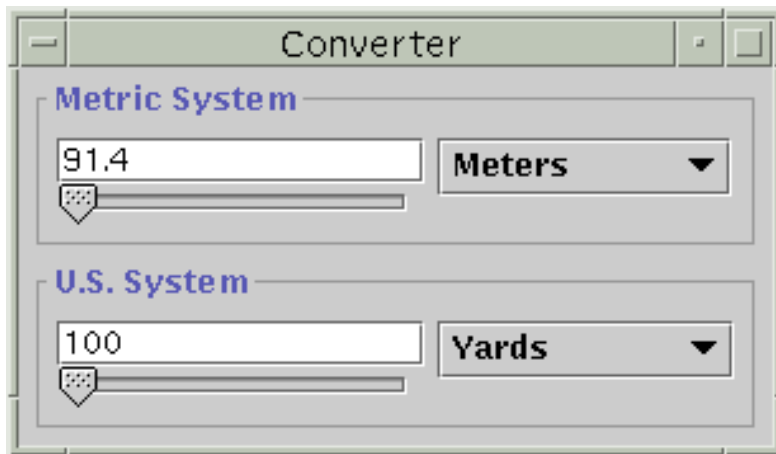 Converter
Metric System
91.4 Meters
U.S. System
100 Yards